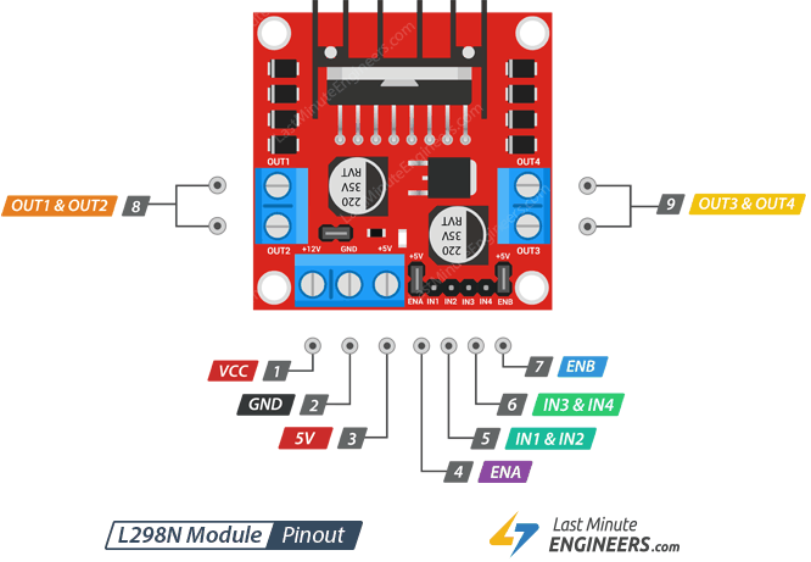 LastMinuteEngineers.com
OUT1
OUT4
220
35V
RVT
OUT1 & OUT2
8
9
OUT3 & OUT4
220
35V
RVT
OUT2
+12V
GND
+5V
+5V
+5V
OUT3
ENA
IN1
IN2
IN3
IN4
ENB
VCC
1
7
ENB
GND
2
6
IN3 & IN4
5V
3
5
IN1 & IN2
4
ENA
L298N Module Pinout
Last Minute
ENGINEERS.com